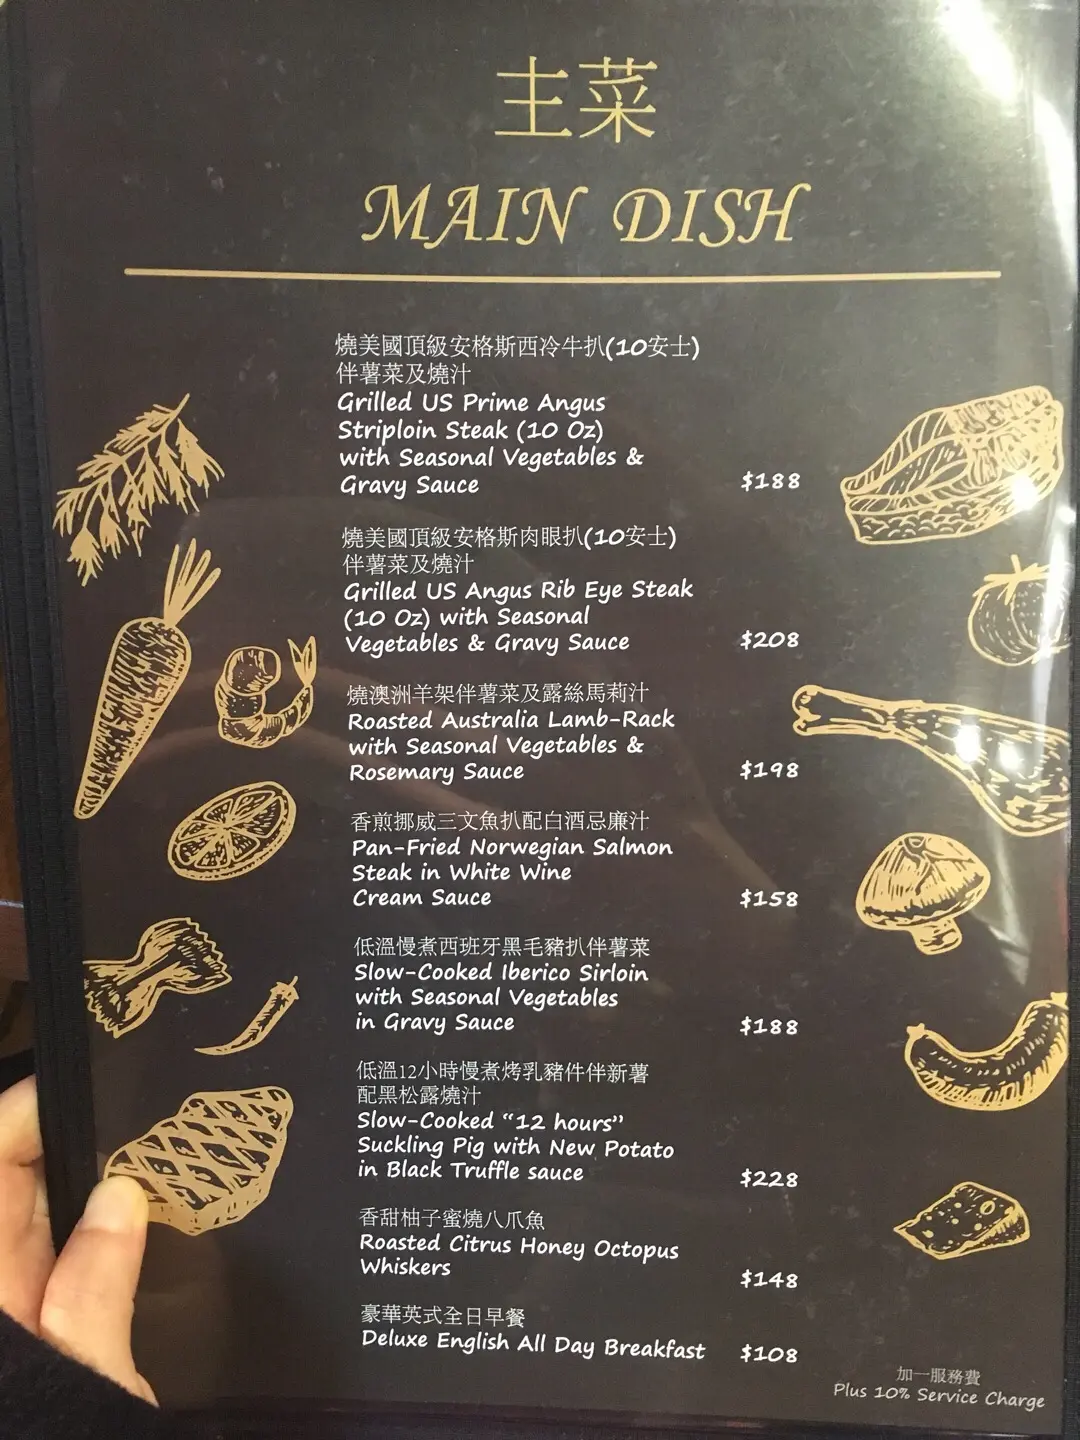 主菜
MAIN DISH
燒美國頂級安格斯西冷牛扒(10安士)
伴薯菜及燒汁
Grilled US Prime Angus
Striploin Steak (10 Oz)
with Seasonal Vegetables &
Gravy Sauce $188
燒美國頂級安格斯肉眼扒(10安士)
伴薯菜及燒汁
Grilled US Angus Rib Eye Steak
(10 Oz) with Seasonal
Vegetables & Gravy Sauce $208
燒澳洲羊架伴薯菜及露絲馬莉汁
Roasted Australia Lamb-Rack
with Seasonal Vegetables &
Rosemary Sauce $198
香煎挪威三文魚扒配白酒忌廉汁
Pan-Fried Norwegian Salmon
Steak in White Wine
Cream Sauce $158
低溫慢煮西班牙黑毛豬扒伴薯菜
Slow-Cooked Iberico Sirloin
with Seasonal Vegetables
in Gravy Sauce $188
低溫12小時慢煮烤乳豬件伴新薯
配黑松露燒汁
Slow-Cooked “12 hours”
Suckling Pig with New Potato
in Black Truffle sauce $228
香甜柚子蜜燒八爪魚
Roasted Citrus Honey Octopus
Whiskers $148
豪華英式全日早餐
Deluxe English All Day Breakfast $108
加一服務費
Plus 10% Service Charge